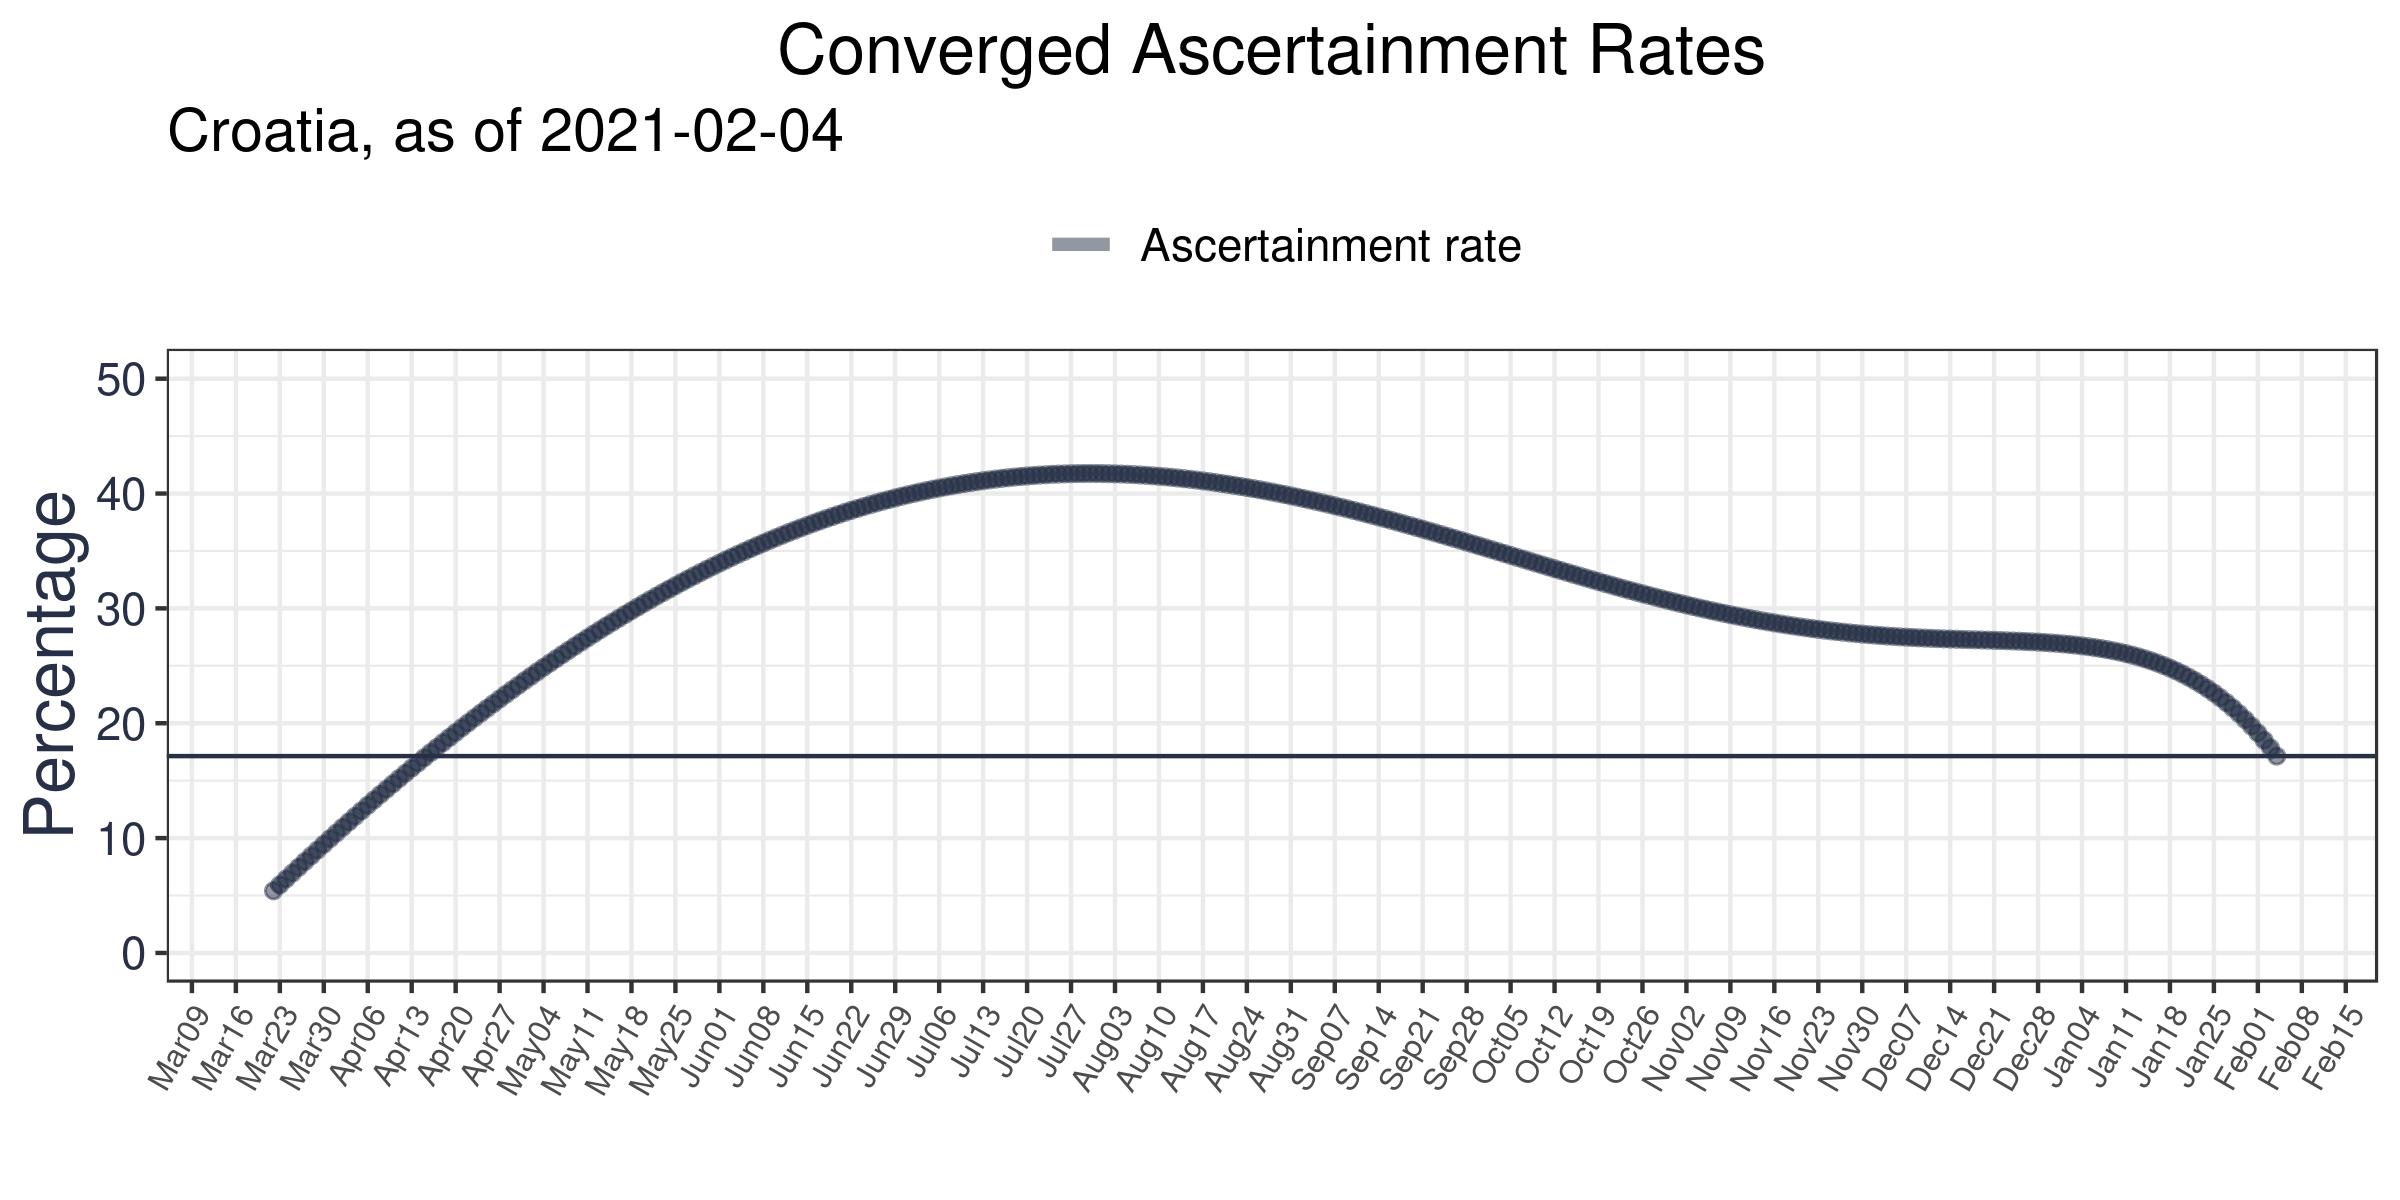 Converged Ascertainment Rates
Croatia, as of 2021-02-04
Ascertainment rate
Percentage
50
40
30
20
10
0
Mar09 Mar16 Mar23 Mar30 Apr06 Apr13 Apr20 Apr27 May04 May11 May18 May25 Jun01 Jun08 Jun15 Jun22 Jun29 Jul06 Jul13 Jul20 Jul27 Aug03 Aug10 Aug17 Aug24 Aug31 Sep07 Sep14 Sep21 Sep28 Oct05 Oct12 Oct19 Oct26 Nov02 Nov09 Nov16 Nov23 Nov30 Dec07 Dec14 Dec21 Dec28 Jan04 Jan11 Jan18 Jan25 Feb01 Feb08 Feb15